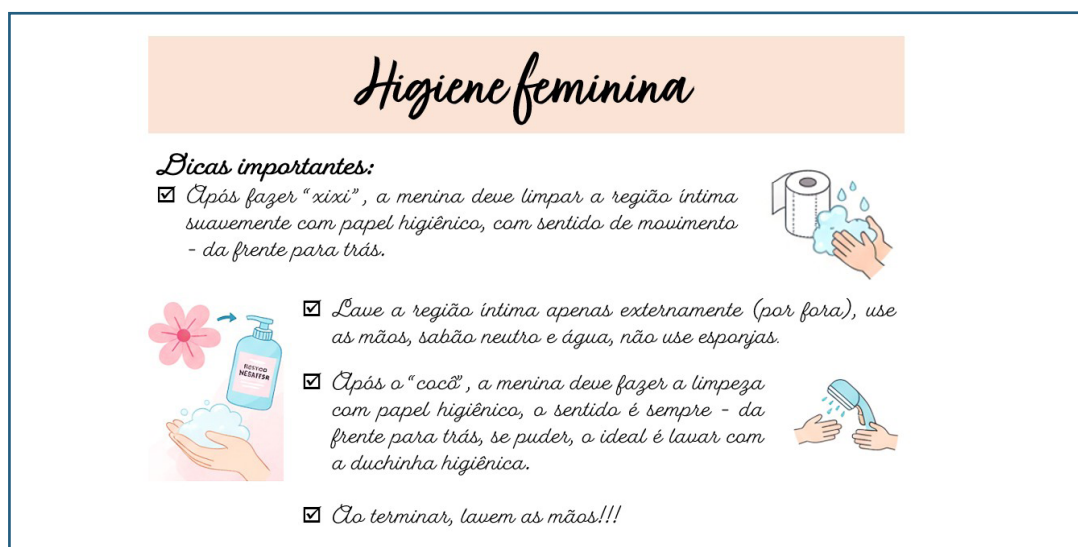 Higiene feminina
Dicas importantes:
Após fazer “xixi”, a menina deve limpar a região íntima
suavemente com papel higiênico, com sentido de movimento
- da frente para trás.
Lave a região íntima apenas externamente (por fora), use
as mãos, sabão neutro e água, não use esponjas.
Após o “cocô”, a menina deve fazer a limpeza
com papel higiênico, o sentido é sempre - da
frente para trás, se puder, o ideal é lavar com
a duchinha higiênica.
Ao terminar, lavem as mãos!!!